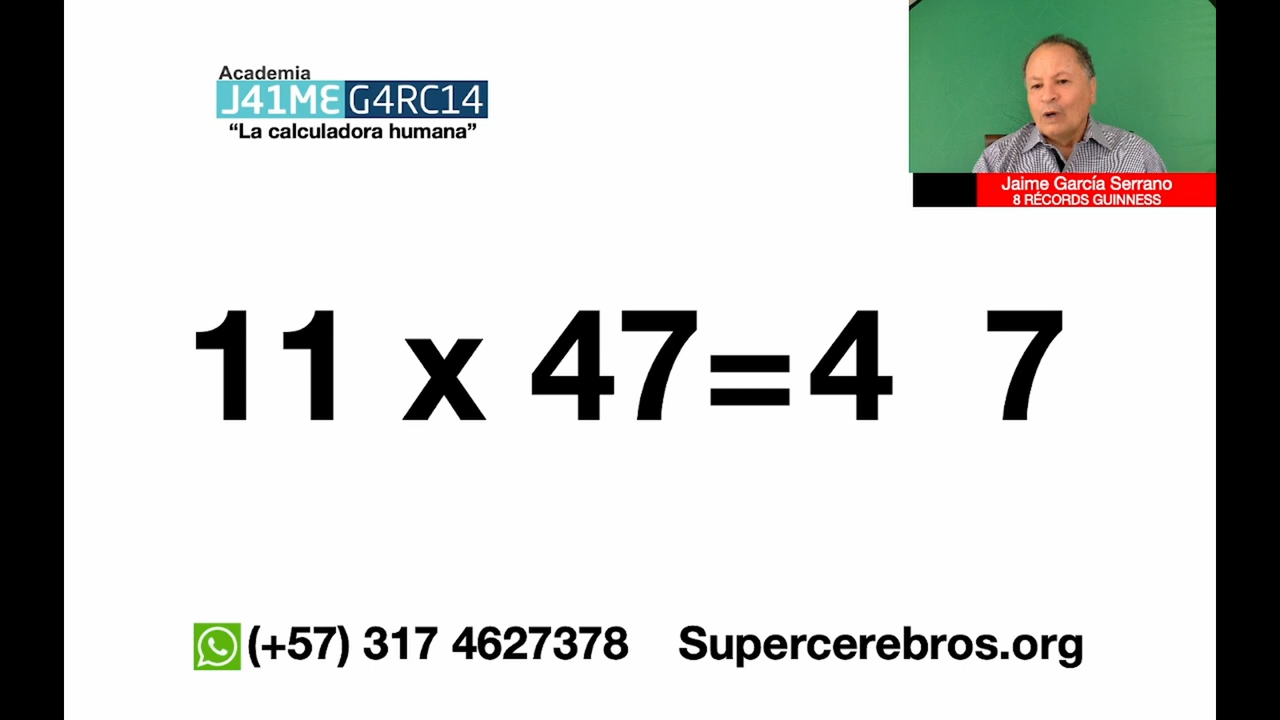 Academia
J41ME G4RC14
“La calculadora humana”
Jaime García Serrano
8 RÉCORDS GUINNESS
11 x 47=4 7
(+57) 317 4627378 Supercerebros.org